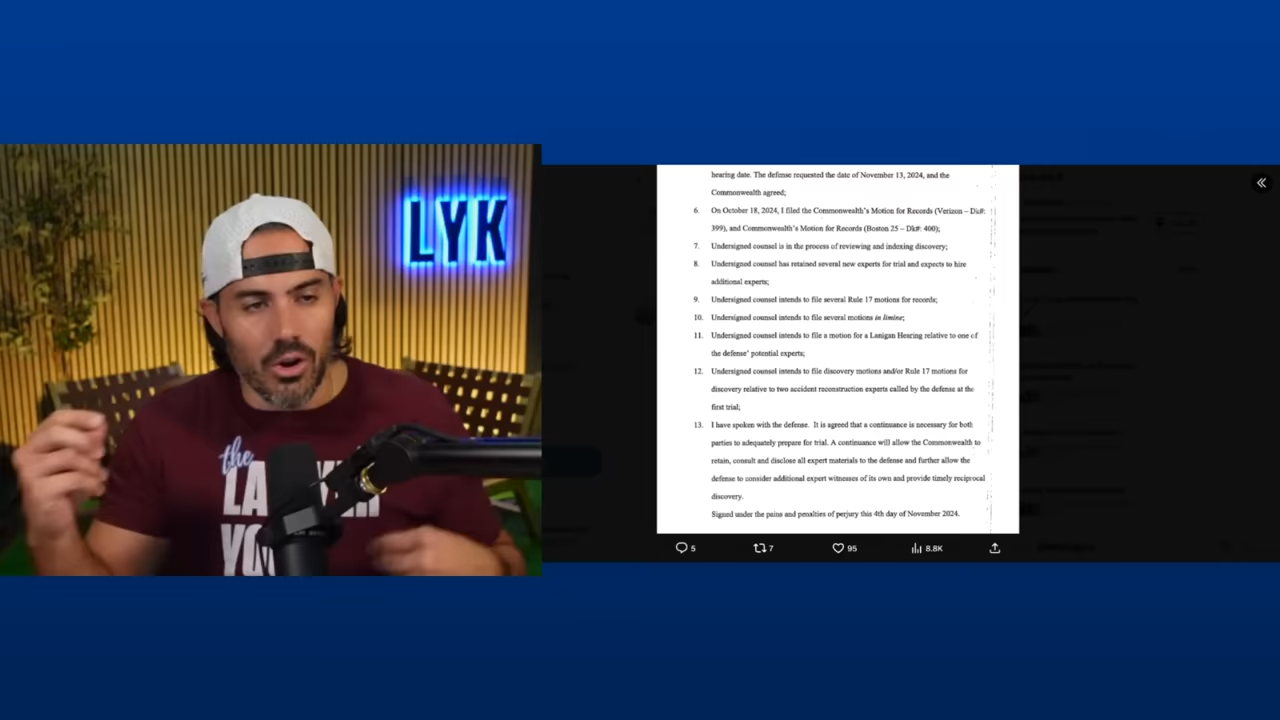 LYK
the
LA
YO
hearing date. The defense requested the date of November 13, 2024, and the
Commonwealth agreed;
6. On October 18, 2024, I filed the Commonwealth's Motion for Records (Verizon – Dk#:
399), and Commonwealth's Motion for Records (Boston 25 – Dk#: 400);
7. Undersigned counsel is in the process of reviewing and indexing discovery;
8. Undersigned counsel has retained several new experts for trial and expects to hire
additional experts;
9. Undersigned counsel intends to file several Rule 17 motions for records;
10. Undersigned counsel intends to file several motions in limine;
11. Undersigned counsel intends to file a motion for a Lanigan Hearing relative to one of
the defense' potential experts;
12. Undersigned counsel intends to file discovery motions and/or Rule 17 motions for
discovery relative to two accident reconstruction experts called by the defense at the
first trial;
13. I have spoken with the defense. It is agreed that a continuance is necessary for both
parties to adequately prepare for trial. A continuance will allow the Commonwealth to
retain, consult and disclose all expert materials to the defense and further allow the
defense to consider additional expert witnesses of its own and provide timely reciprocal
discovery.
Signed under the pains and penalties of perjury this 4th day of November 2024.
5 7 95 8.8K